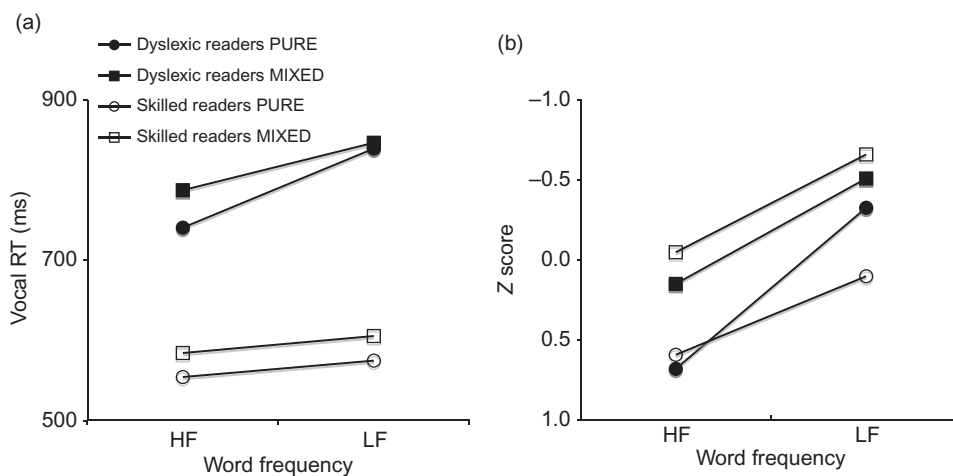 (a)
Dyslexic readers PURE
Dyslexic readers MIXED
Skilled readers PURE
Skilled readers MIXED
900
700
500
Vocal RT (ms)
HF
LF
Word frequency
(b)
–1.0
–0.5
0.0
0.5
1.0
Z score
HF
LF
Word frequency